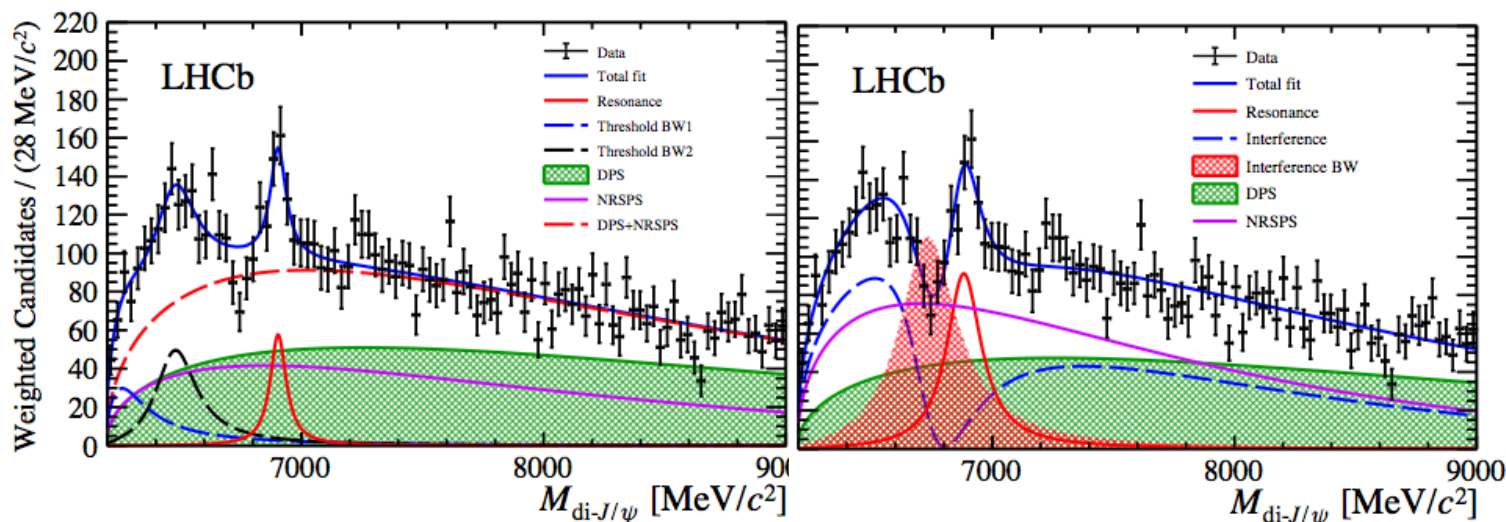 Weighted Candidates / (28 MeV/c²)
220
200
180
160
140
120
100
80
60
40
20
0
LHCb
Data
Total fit
Resonance
Threshold BW1
Threshold BW2
DPS
NRSPS
DPS+NRSPS
7000
8000
900
M_di-J/ψ [MeV/c²]
LHCb
Data
Total fit
Resonance
Interference
Interference BW
DPS
NRSPS
7000
8000
9000
M_di-J/ψ [MeV/c²]